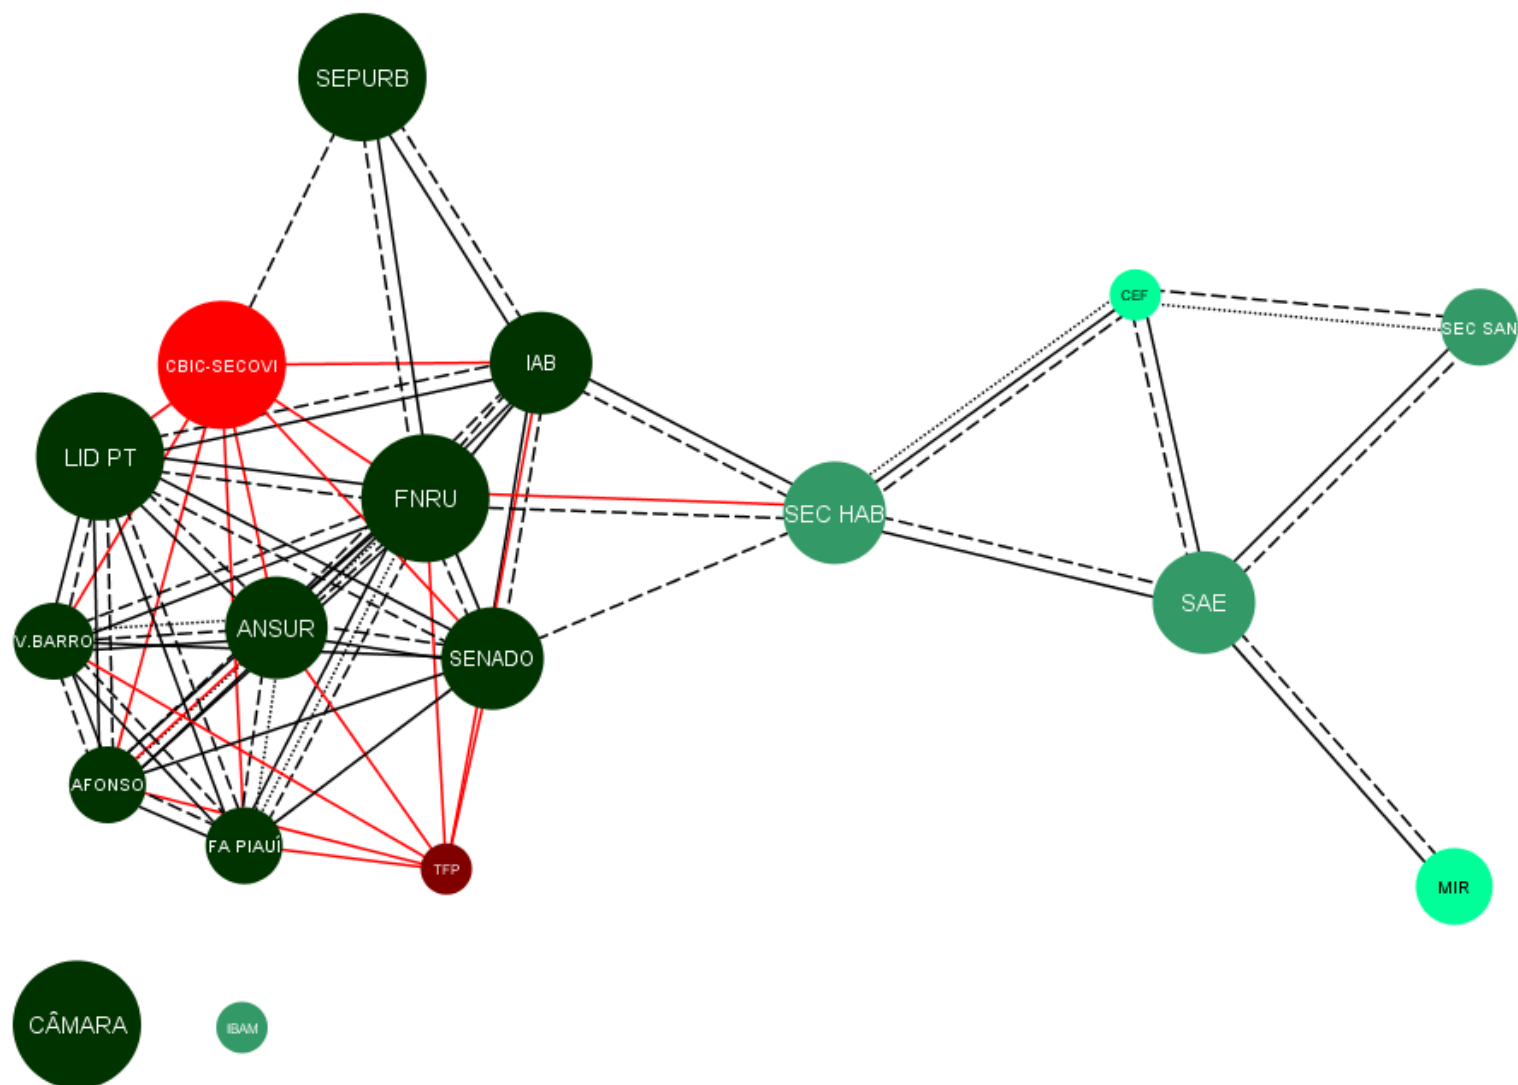 SEPURB
CEF
SEC SAN
CBIC-SECOVI
IAB
LID PT
FNRU
SEC HAB
SAE
ANSUR
V.BARRO
SENADO
AFONSO
FA PIAUÍ
TFP
MIR
CÂMARA
IBAM